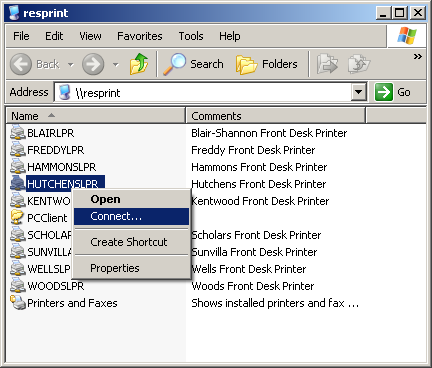 resprint
File Edit View Favorites Tools Help
Back Search Folders
Address \\resprint Go
Name Comments
BLAIRLPR Blair-Shannon Front Desk Printer
FREDDYLPR Freddy Front Desk Printer
HAMMONSLPR Hammons Front Desk Printer
HUTCHENSLPR Hutchens Front Desk Printer
KENTWO Kentwood Front Desk Printer
PCClient
SCHOLAR Scholars Front Desk Printer
SUNVILLA Sunvilla Front Desk Printer
WELLSLP Wells Front Desk Printer
WOODSLPR Woods Front Desk Printer
Printers and Faxes Shows installed printers and fax ...
Open
Connect...
Create Shortcut
Properties